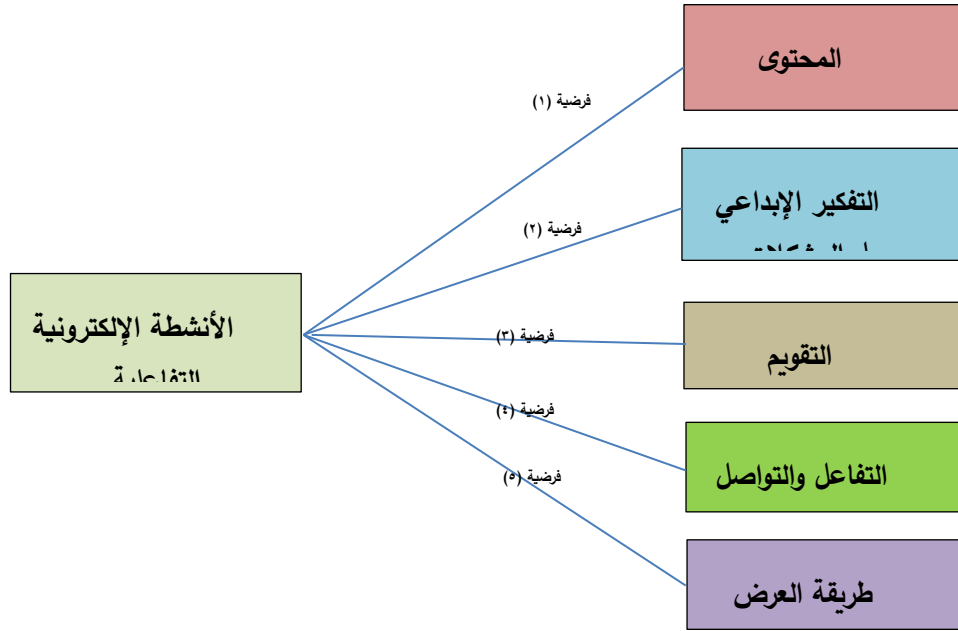 المحتوى
فرضية (١)
التفكير الإبداعي
فرضية (٢)
الأنشطة الإلكترونية
التفاعلية
فرضية (٣)
التقويم
فرضية (٤)
التفاعل والتواصل
فرضية (٥)
طريقة العرض